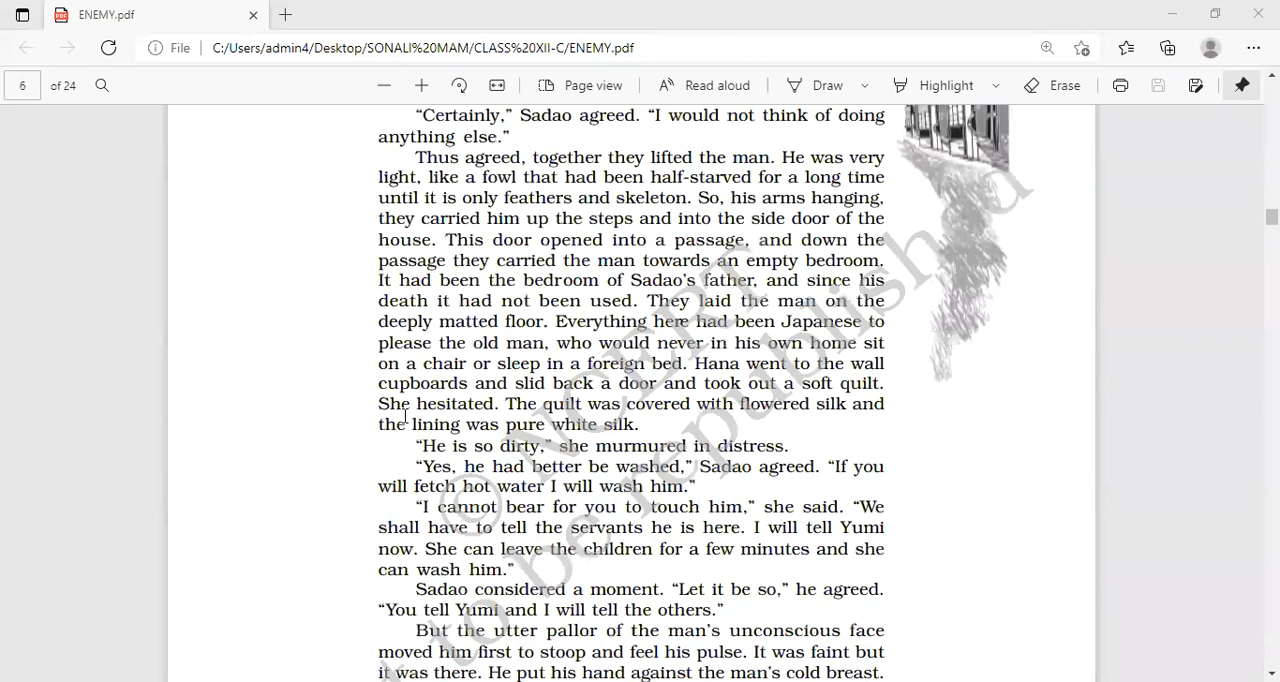 ENEMY.pdf
File C:/Users/admin4/Desktop/SONALI%20MAM/CLASS%20XII-C/ENEMY.pdf
6 of 24 Page view Read aloud Draw Highlight Erase
“Certainly,” Sadao agreed. “I would not think of doing
anything else.”
Thus agreed, together they lifted the man. He was very
light, like a fowl that had been half-starved for a long time
until it is only feathers and skeleton. So, his arms hanging,
they carried him up the steps and into the side door of the
house. This door opened into a passage, and down the
passage they carried the man towards an empty bedroom.
It had been the bedroom of Sadao’s father, and since his
death it had not been used. They laid the man on the
deeply matted floor. Everything here had been Japanese to
please the old man, who would never in his own home sit
on a chair or sleep in a foreign bed. Hana went to the wall
cupboards and slid back a door and took out a soft quilt.
She hesitated. The quilt was covered with flowered silk and
the lining was pure white silk.
“He is so dirty,” she murmured in distress.
“Yes, he had better be washed,” Sadao agreed. “If you
will fetch hot water I will wash him.”
“I cannot bear for you to touch him,” she said. “We
shall have to tell the servants he is here. I will tell Yumi
now. She can leave the children for a few minutes and she
can wash him.”
Sadao considered a moment. “Let it be so,” he agreed.
“You tell Yumi and I will tell the others.”
But the utter pallor of the man’s unconscious face
moved him first to stoop and feel his pulse. It was faint but
it was there. He put his hand against the man’s cold breast.
© NCERT
to be republished